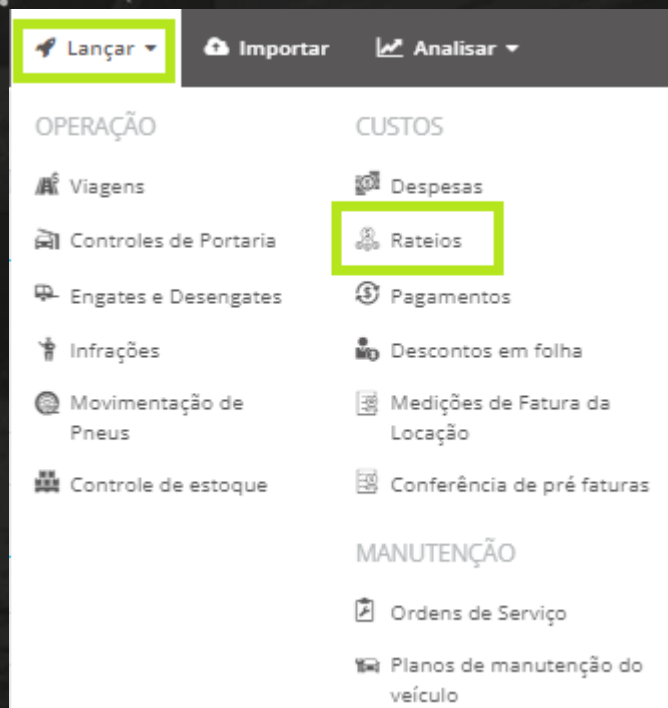 Lançar
Importar
Analisar
OPERAÇÃO
Viagens
Controles de Portaria
Engates e Desengates
Infrações
Movimentação de
Pneus
Controle de estoque
CUSTOS
Despesas
Rateios
Pagamentos
Descontos em folha
Medições de Fatura da
Locação
Conferência de pré faturas
MANUTENÇÃO
Ordens de Serviço
Planos de manutenção do
veículo